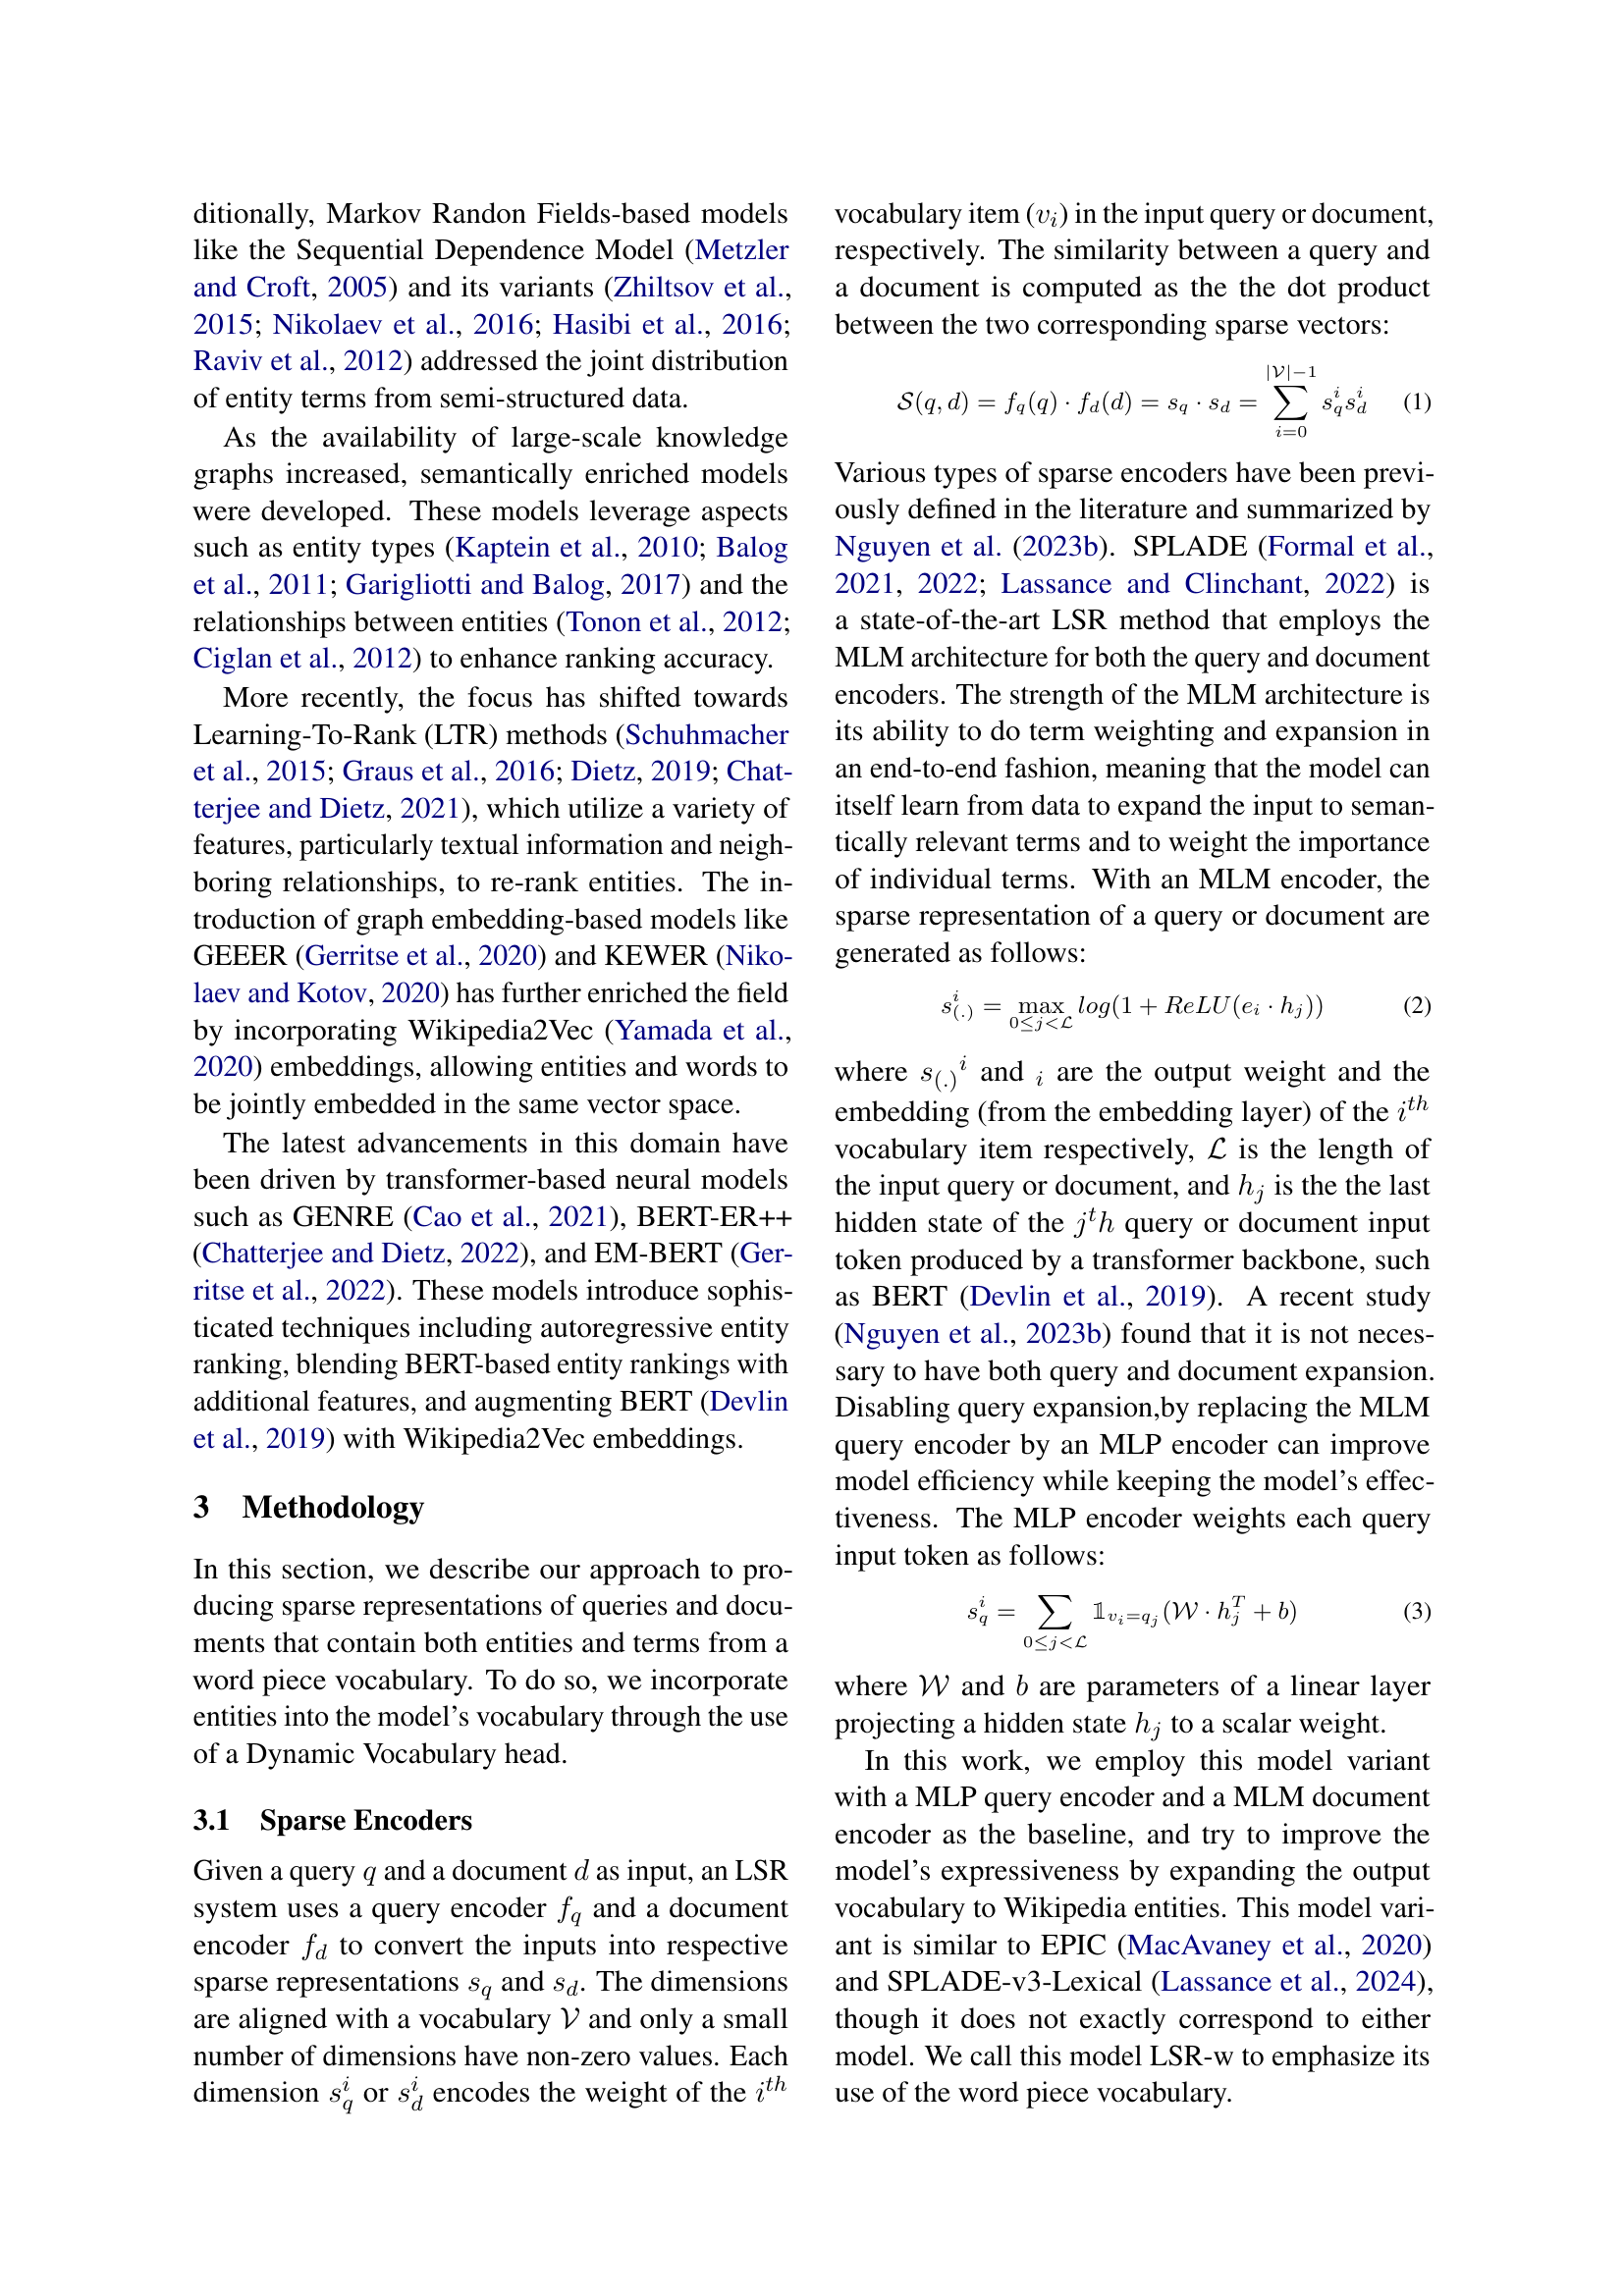 ditionally, Markov Randon Fields-based models
like the Sequential Dependence Model (Metzler
and Croft, 2005) and its variants (Zhiltsov et al.,
2015; Nikolaev et al., 2016; Hasibi et al., 2016;
Raviv et al., 2012) addressed the joint distribution
of entity terms from semi-structured data.
As the availability of large-scale knowledge
graphs increased, semantically enriched models
were developed. These models leverage aspects
such as entity types (Kaptein et al., 2010; Balog
et al., 2011; Garigliotti and Balog, 2017) and the
relationships between entities (Tonon et al., 2012;
Ciglan et al., 2012) to enhance ranking accuracy.
More recently, the focus has shifted towards
Learning-To-Rank (LTR) methods (Schuhmacher
et al., 2015; Graus et al., 2016; Dietz, 2019; Chat-
terjee and Dietz, 2021), which utilize a variety of
features, particularly textual information and neigh-
boring relationships, to re-rank entities. The in-
troduction of graph embedding-based models like
GEEER (Gerritse et al., 2020) and KEWER (Niko-
laev and Kotov, 2020) has further enriched the field
by incorporating Wikipedia2Vec (Yamada et al.,
2020) embeddings, allowing entities and words to
be jointly embedded in the same vector space.
The latest advancements in this domain have
been driven by transformer-based neural models
such as GENRE (Cao et al., 2021), BERT-ER++
(Chatterjee and Dietz, 2022), and EM-BERT (Ger-
ritse et al., 2022). These models introduce sophis-
ticated techniques including autoregressive entity
ranking, blending BERT-based entity rankings with
additional features, and augmenting BERT (Devlin
et al., 2019) with Wikipedia2Vec embeddings.
3 Methodology
In this section, we describe our approach to pro-
ducing sparse representations of queries and docu-
ments that contain both entities and terms from a
word piece vocabulary. To do so, we incorporate
entities into the model's vocabulary through the use
of a Dynamic Vocabulary head.
3.1 Sparse Encoders
Given a query q and a document d as input, an LSR
system uses a query encoder f_q and a document
encoder f_d to convert the inputs into respective
sparse representations s_q and s_d. The dimensions
are aligned with a vocabulary 𝒱 and only a small
number of dimensions have non-zero values. Each
dimension s_q^i or s_d^i encodes the weight of the i^th
vocabulary item (v_i) in the input query or document,
respectively. The similarity between a query and
a document is computed as the the dot product
between the two corresponding sparse vectors:
𝒮(q, d) = f_q(q) · f_d(d) = s_q · s_d = ∑_{i=0}^{|𝒱|−1} s_q^i s_d^i (1)
Various types of sparse encoders have been previ-
ously defined in the literature and summarized by
Nguyen et al. (2023b). SPLADE (Formal et al.,
2021, 2022; Lassance and Clinchant, 2022) is
a state-of-the-art LSR method that employs the
MLM architecture for both the query and document
encoders. The strength of the MLM architecture is
its ability to do term weighting and expansion in
an end-to-end fashion, meaning that the model can
itself learn from data to expand the input to seman-
tically relevant terms and to weight the importance
of individual terms. With an MLM encoder, the
sparse representation of a query or document are
generated as follows:
s_(.)^i = max_{0≤j<ℒ} log(1 + ReLU(e_i · h_j)) (2)
where s_(.)^i and _i are the output weight and the
embedding (from the embedding layer) of the i^th
vocabulary item respectively, ℒ is the length of
the input query or document, and h_j is the the last
hidden state of the j^th query or document input
token produced by a transformer backbone, such
as BERT (Devlin et al., 2019). A recent study
(Nguyen et al., 2023b) found that it is not neces-
sary to have both query and document expansion.
Disabling query expansion,by replacing the MLM
query encoder by an MLP encoder can improve
model efficiency while keeping the model's effec-
tiveness. The MLP encoder weights each query
input token as follows:
s_q^i = ∑_{0≤j<ℒ} 𝟙_{v_i=q_j}(𝒲 · h_j^T + b) (3)
where 𝒲 and b are parameters of a linear layer
projecting a hidden state h_j to a scalar weight.
In this work, we employ this model variant
with a MLP query encoder and a MLM document
encoder as the baseline, and try to improve the
model's expressiveness by expanding the output
vocabulary to Wikipedia entities. This model vari-
ant is similar to EPIC (MacAvaney et al., 2020)
and SPLADE-v3-Lexical (Lassance et al., 2024),
though it does not exactly correspond to either
model. We call this model LSR-w to emphasize its
use of the word piece vocabulary.